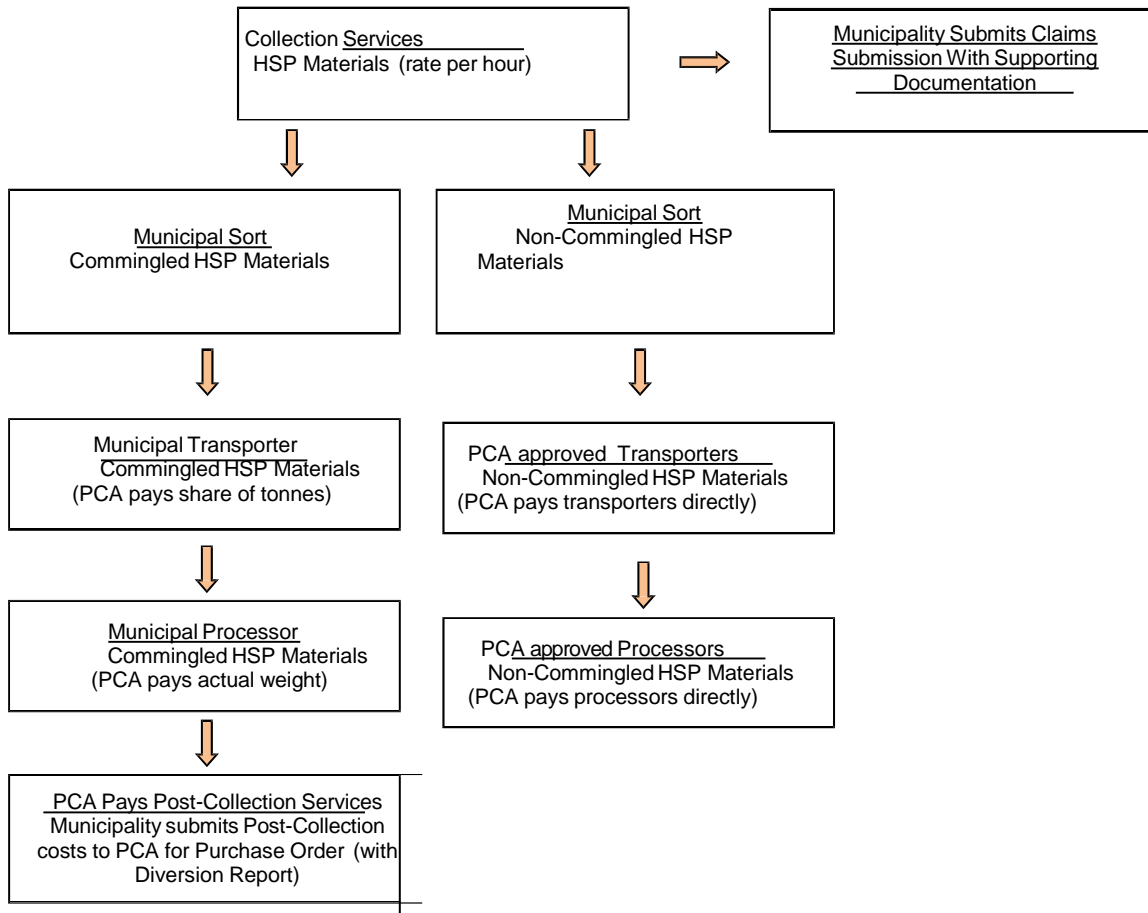 Collection Services
HSP Materials (rate per hour)
Municipality Submits Claims
Submission With Supporting
Documentation
Municipal Sort
Commingled HSP Materials
Municipal Sort
Non-Commingled HSP
Materials
Municipal Transporter
Commingled HSP Materials
(PCA pays share of tonnes)
PCA approved Transporters
Non-Commingled HSP Materials
(PCA pays transporters directly)
Municipal Processor
Commingled HSP Materials
(PCA pays actual weight)
PCA approved Processors
Non-Commingled HSP Materials
(PCA pays processors directly)
PCA Pays Post-Collection Services
Municipality submits Post-Collection
costs to PCA for Purchase Order (with
Diversion Report)